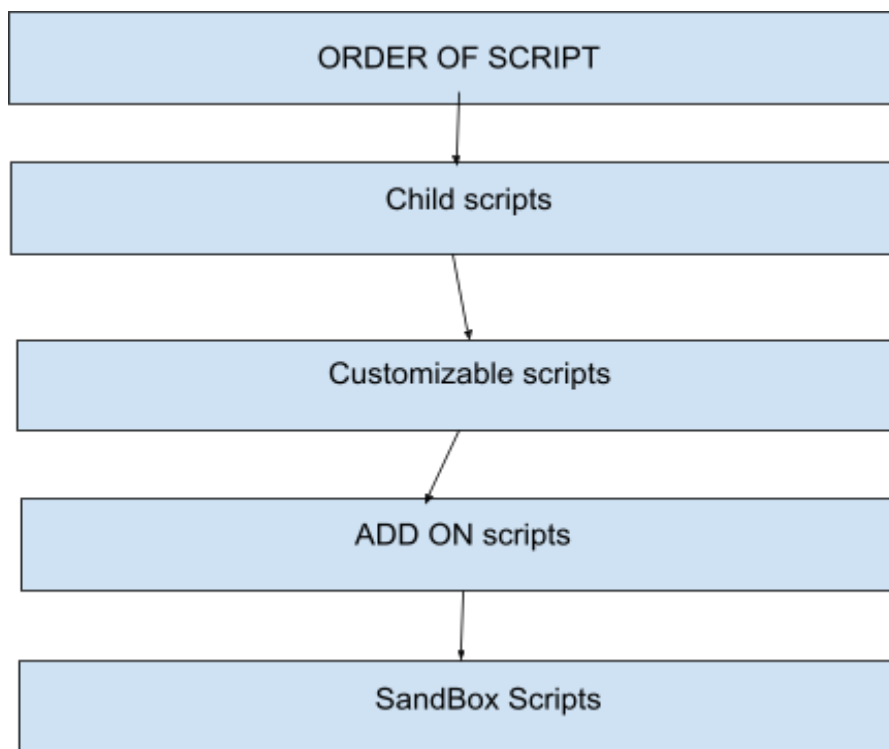 ORDER OF SCRIPT
Child scripts
Customizable scripts
ADD ON scripts
SandBox Scripts